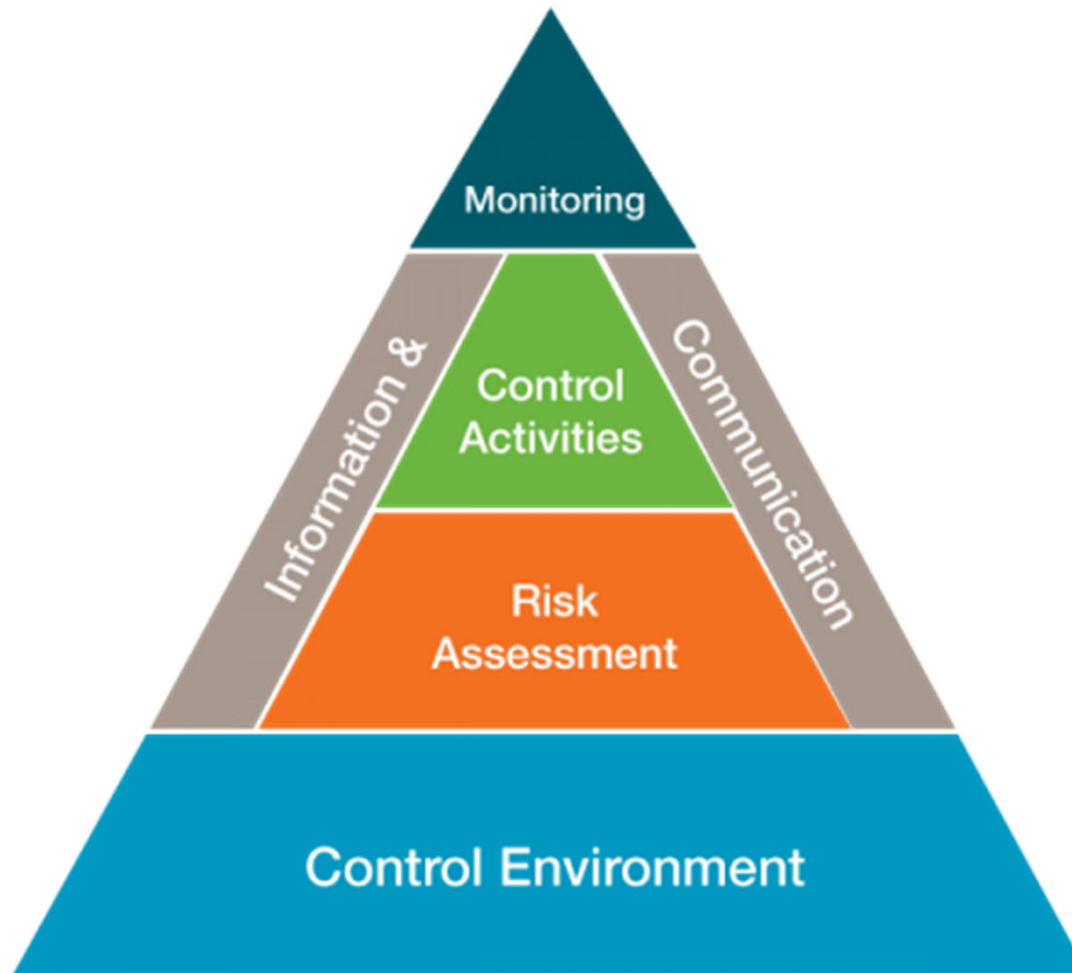 Monitoring
Information &
Communication
Control
Activities
Risk
Assessment
Control Environment